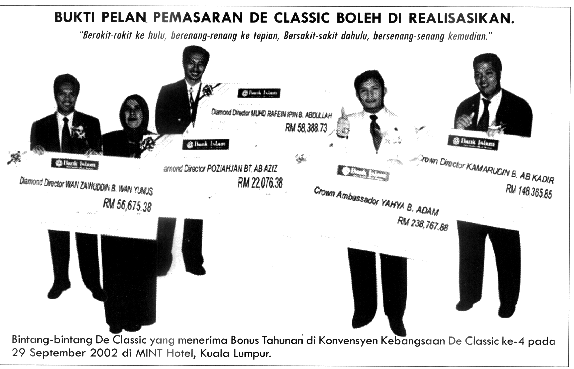 BUKTI PELAN PEMASARAN DE CLASSIC BOLEH DI REALISASIKAN.
"Berakit-rakit ke hulu, berenang-renang ke tepian, Bersakit-sakit dahulu, bersenang-senang kemudian."
Bank Islam
Diamond Director MUHD RAFEIN IPIN B. ABDULLAH
RM 58,388.73
Bank Islam
Diamond Director WAN ZAWUDDIN B. WAN YUNUS
RM 56,675.38
Bank Islam
amond Director POZIAHJAN BT. AB AZIZ
RM 22,076.38
Bank Islam
Crown Ambassador YAHYA B. ADAM
RM 238,767.88
Bank Islam
Crown Director KAMARUDIN B. AB KADIR
RM 148,385.85
Bintang-bintang De Classic yang menerima Bonus Tahunan di Konvensyen Kebangsaan De Classic ke-4 pada
29 September 2002 di MINT Hotel, Kuala Lumpur.